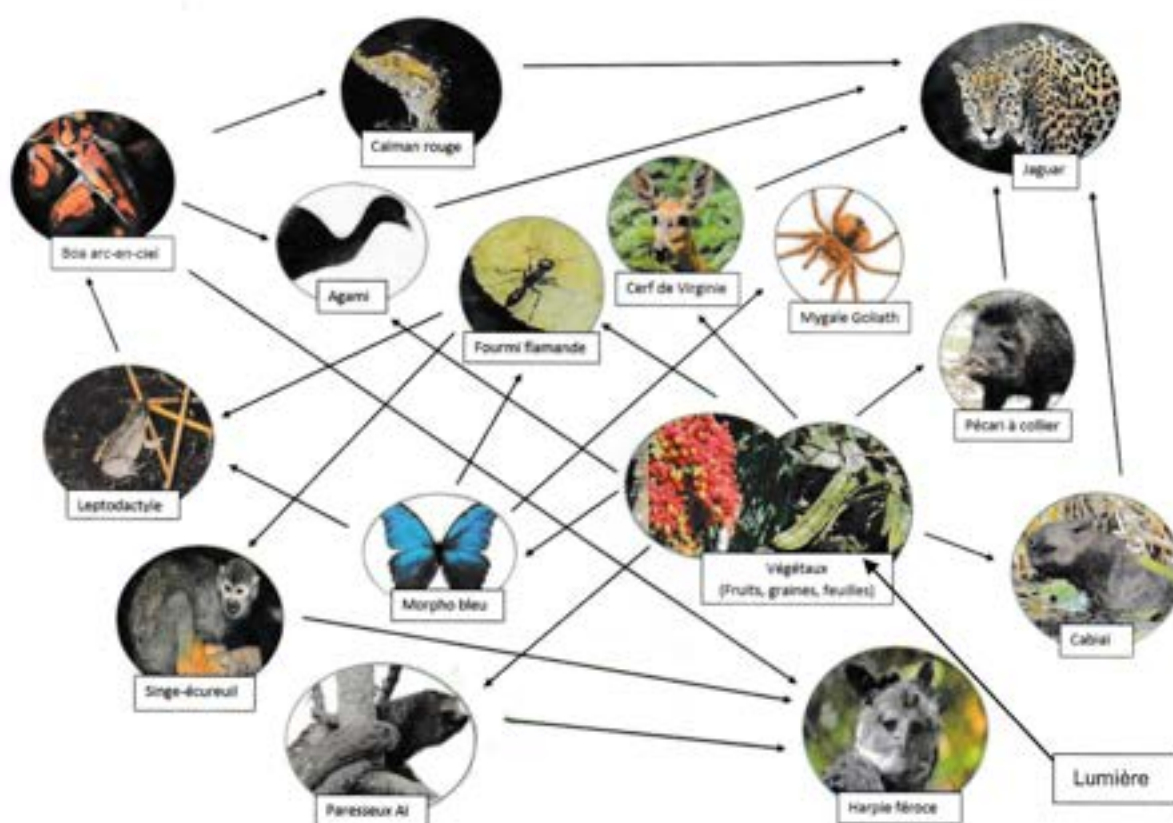 Caïman rouge
Jaguar
Boa arc-en-ciel
Agami
Cerf de Virginie
Fourmi flamande
Mygale Goliath
Pécari à collier
Leptodactyle
Morpho bleu
Végétaux
(Fruits, graines, feuilles)
Cabiai
Singe-écureuil
Paresseux AI
Harpie féroce
Lumière